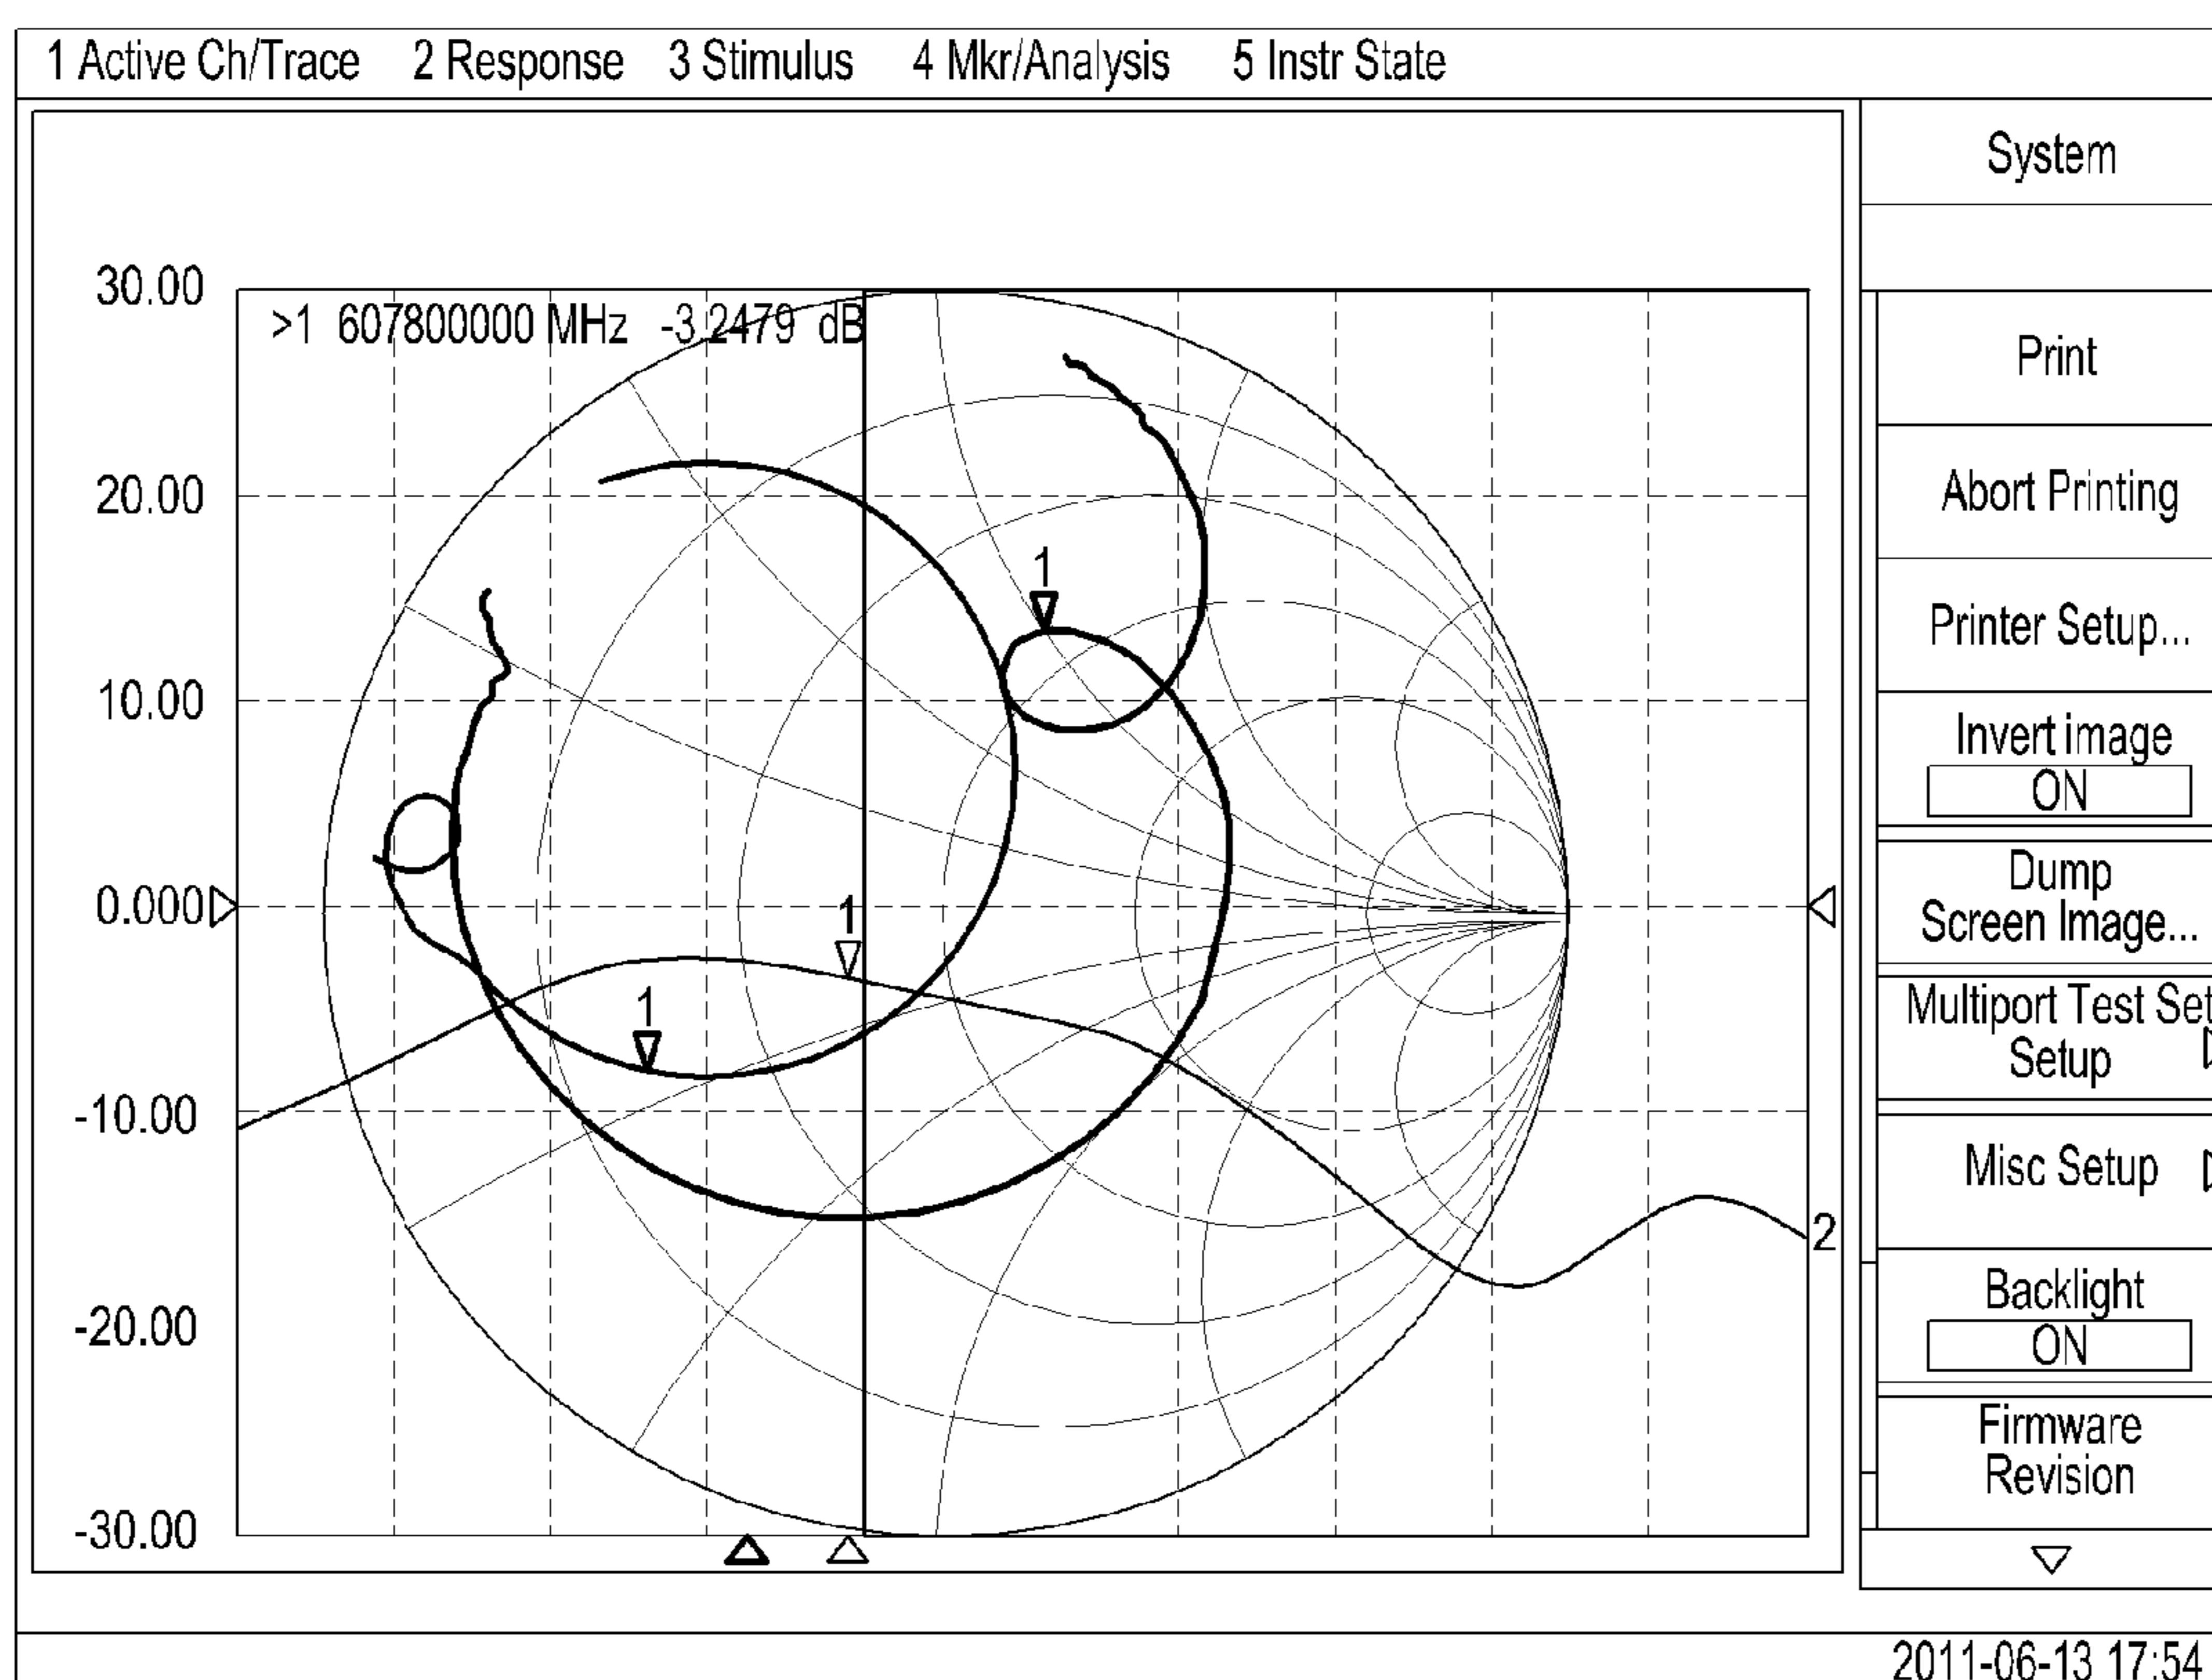 1 Active Ch/Trace 2 Response 3 Stimulus 4 Mkr/Analysis 5 Instr State
System
30.00
>1 607800000 MHz -3.2479 dB
Print
20.00
Abort Printing
1
Printer Setup...
10.00
Invert image
ON
Dump
Screen Image...
0.000
1
1
Multiport Test Set
Setup
-10.00
Misc Setup
2
Backlight
ON
-20.00
Firmware
Revision
-30.00
2011-06-13 17:54